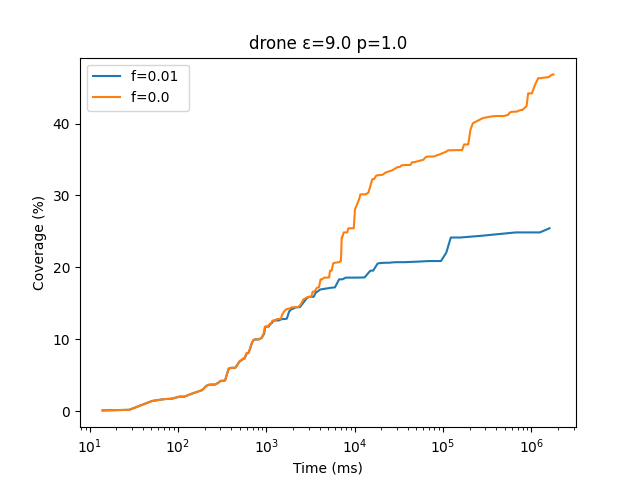 drone ε=9.0 p=1.0
f=0.01
f=0.0
Coverage (%)
40
30
20
10
0
10¹ 10² 10³ 10⁴ 10⁵ 10⁶
Time (ms)